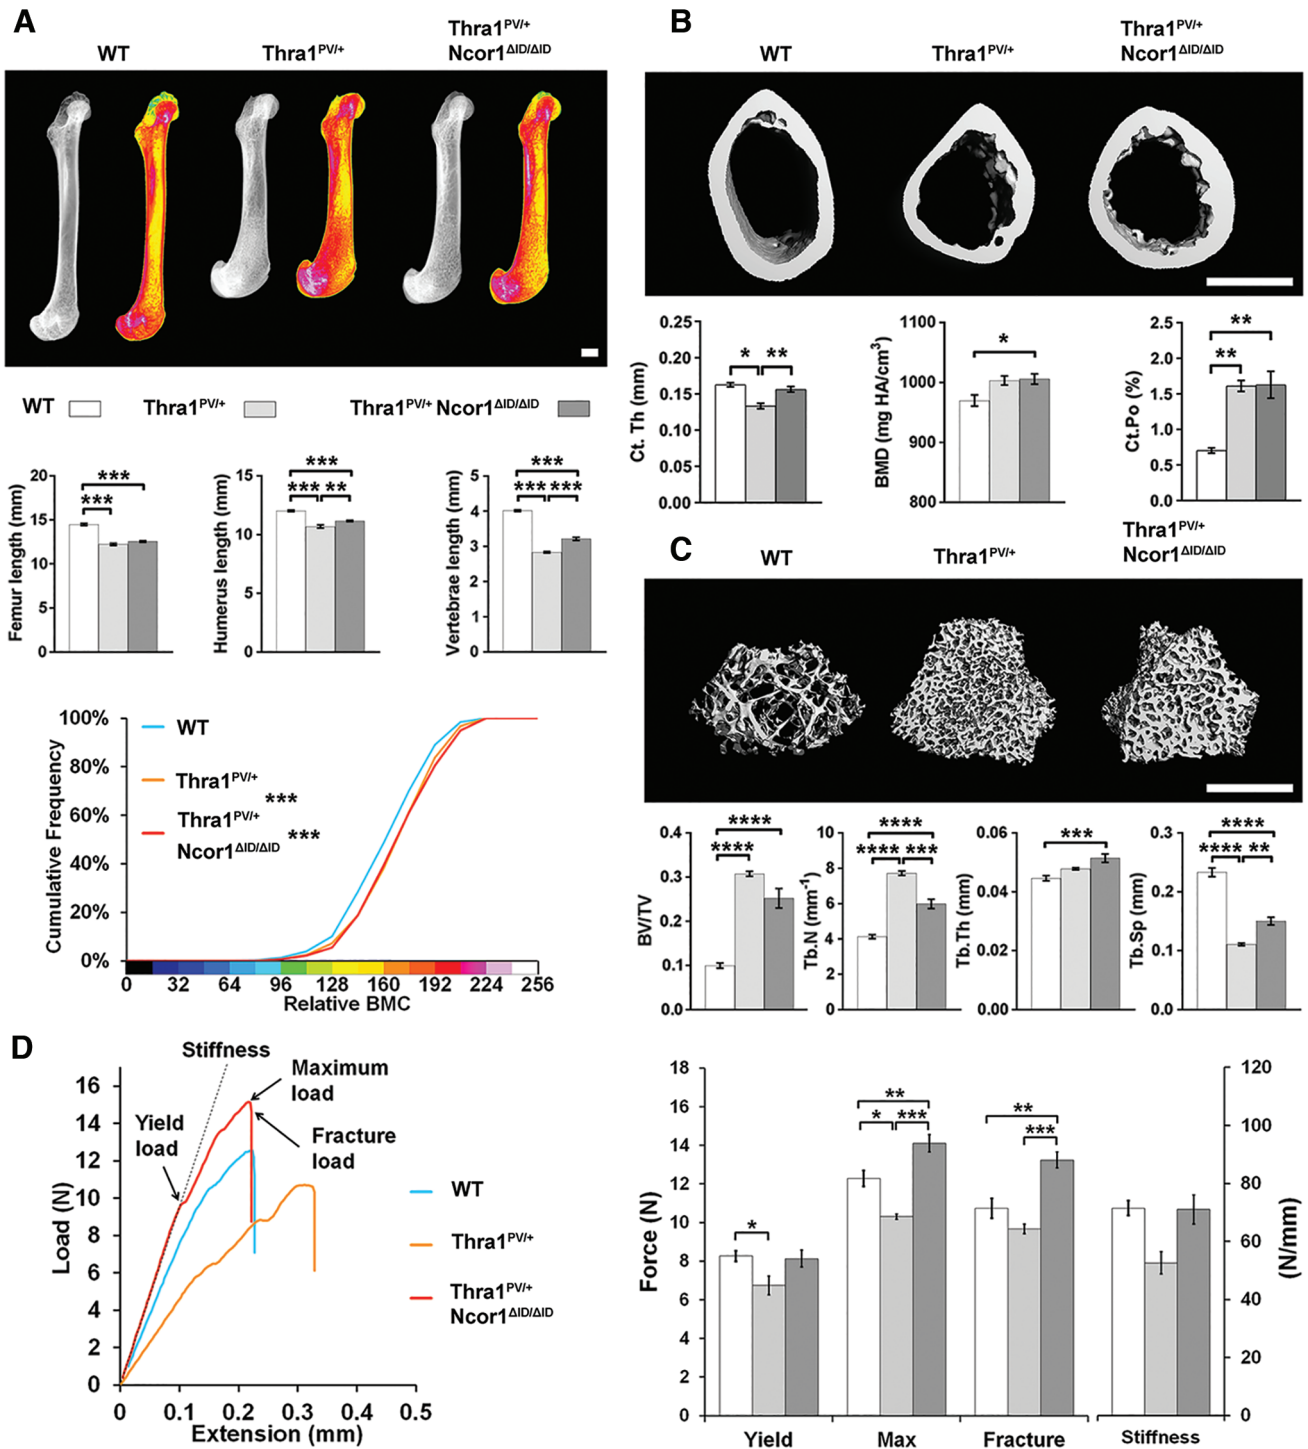 A
WT
Thra1PV/+
Thra1PV/+
Ncor1ΔID/ΔID
WT
Thra1PV/+
Thra1PV/+ Ncor1ΔID/ΔID
Femur length (mm)
20
15
10
5
0
***
***
Humerus length (mm)
15
10
5
0
***
*** **
Vertebrae length (mm)
5
4
3
2
1
0
***
*** ***
Cumulative Frequency
100%
80%
60%
40%
20%
0%
WT
Thra1PV/+
***
Thra1PV/+
Ncor1ΔID/ΔID ***
0 32 64 96 128 160 192 224 256
Relative BMC
B
WT
Thra1PV/+
Thra1PV/+
Ncor1ΔID/ΔID
Ct. Th (mm)
0.25
0.20
0.15
0.10
0.05
0.00
* **
BMD (mg HA/cm3)
1100
1000
900
800
*
Ct.Po (%)
2.5
2.0
1.5
1.0
0.5
0.0
**
**
C
WT
Thra1PV/+
Thra1PV/+
Ncor1ΔID/ΔID
BV/TV
0.4
0.3
0.2
0.1
0.0
****
****
Tb.N (mm-1)
10
8
6
4
2
0
****
**** ***
Tb.Th (mm)
0.06
0.04
0.02
0.00
***
Tb.Sp (mm)
0.3
0.2
0.1
0.0
****
**** **
D
Load (N)
16
14
12
10
8
6
4
2
0
Stiffness
Maximum
load
Yield
load
Fracture
load
WT
Thra1PV/+
Thra1PV/+
Ncor1ΔID/ΔID
0 0.1 0.2 0.3 0.4 0.5
Extension (mm)
Force (N)
18
16
14
12
10
8
6
4
2
0
*
**
* ***
**
***
120
100
80
60
40
20
0
(N/mm)
Yield Max Fracture Stiffness